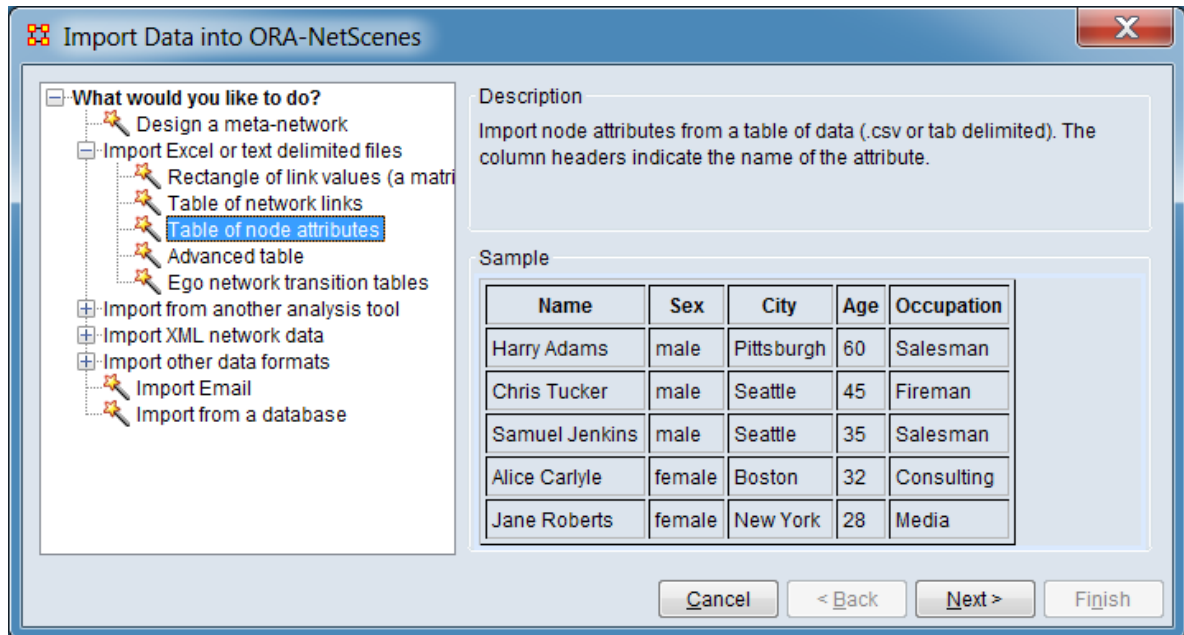 Import Data into ORA-NetScenes
What would you like to do?
Design a meta-network
Import Excel or text delimited files
Rectangle of link values (a matri
Table of network links
Table of node attributes
Advanced table
Ego network transition tables
Import from another analysis tool
Import XML network data
Import other data formats
Import Email
Import from a database
Description
Import node attributes from a table of data (.csv or tab delimited). The
column headers indicate the name of the attribute.
Sample
Name Sex City Age Occupation
Harry Adams male Pittsburgh 60 Salesman
Chris Tucker male Seattle 45 Fireman
Samuel Jenkins male Seattle 35 Salesman
Alice Carlyle female Boston 32 Consulting
Jane Roberts female New York 28 Media
Cancel < Back Next > Finish